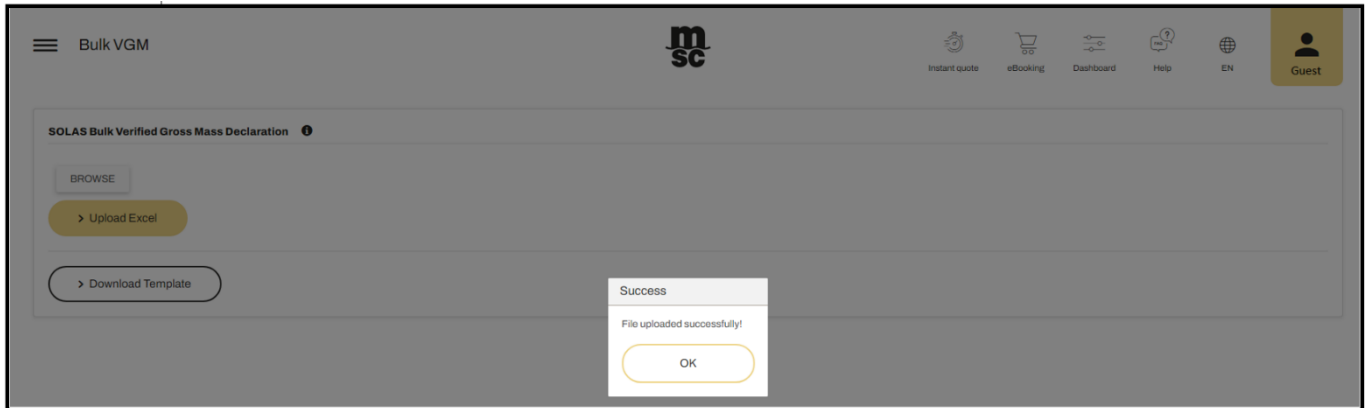 Bulk VGM
msc
Instant quote
eBooking
Dashboard
Help
EN
Guest
SOLAS Bulk Verified Gross Mass Declaration
BROWSE
> Upload Excel
> Download Template
Success
File uploaded successfully!
OK